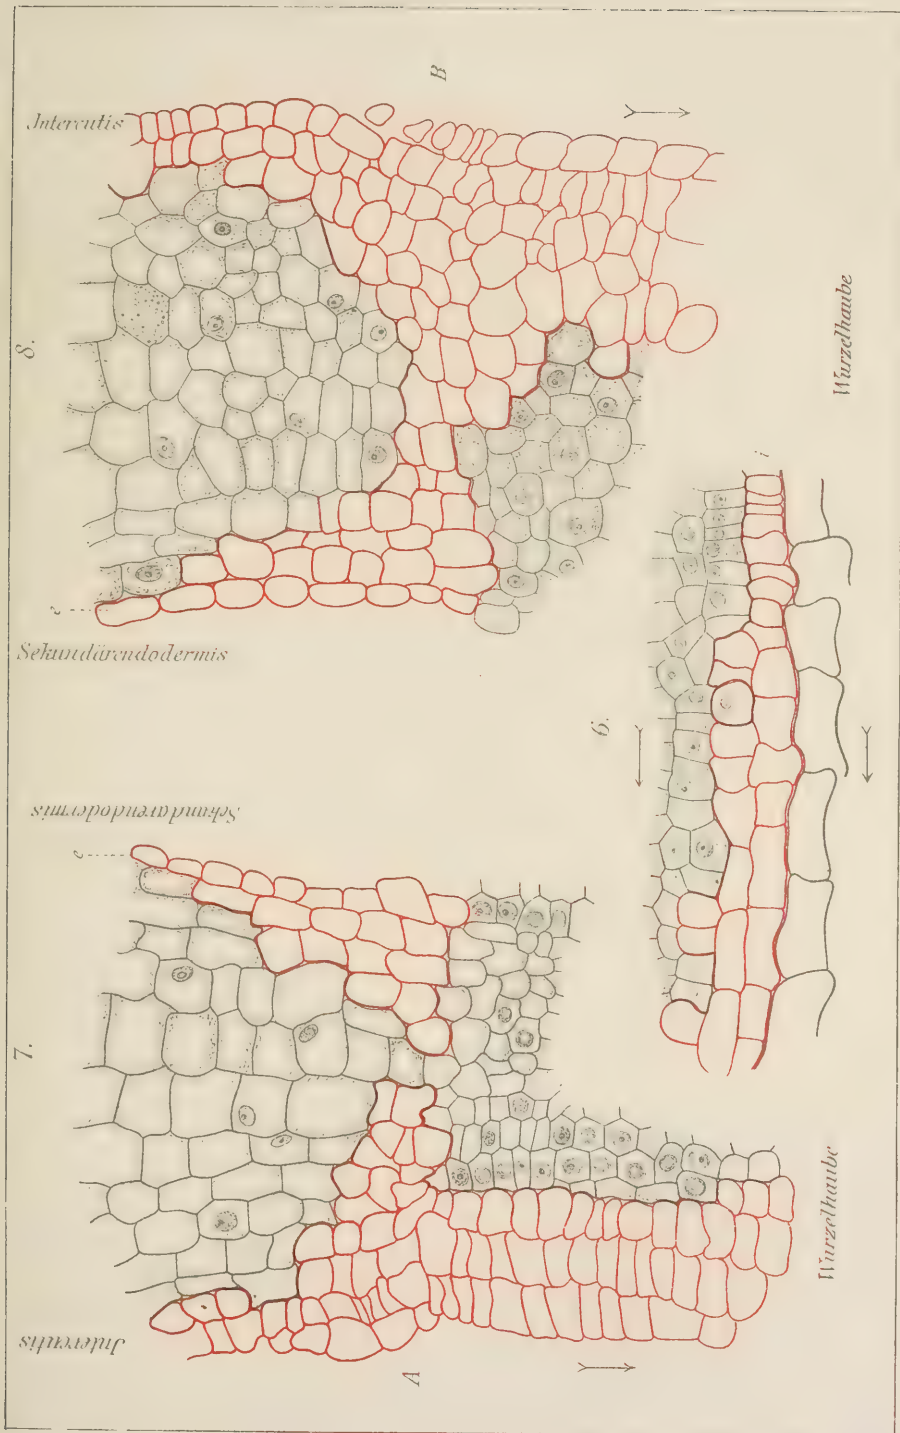 Intercutis
B
8.
Wurzelhaube
e
i
Sekundärendodermis
6.
Sekundärendodermis
e
7.
Wurzelhaube
Intercutis
A